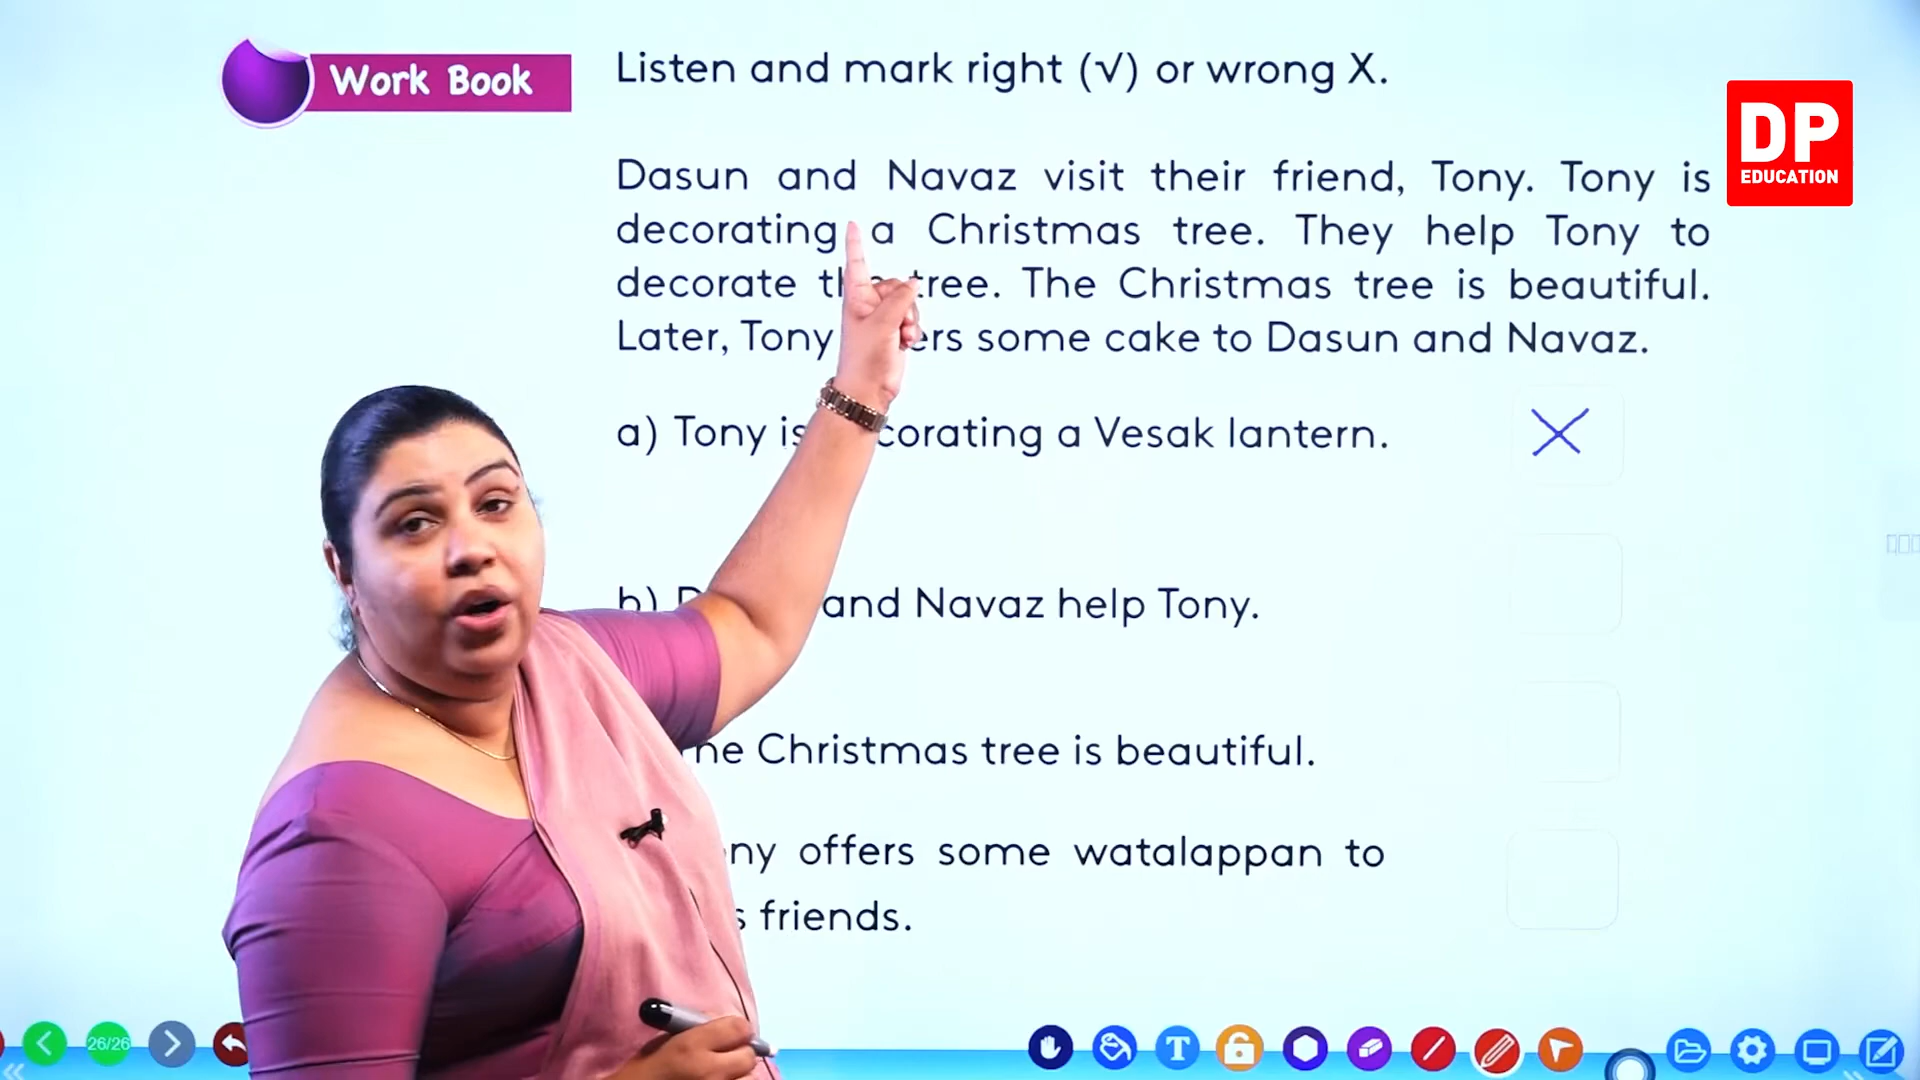 Work Book
Listen and mark right (√) or wrong X.
DP
EDUCATION
Dasun and Navaz visit their friend, Tony. Tony is
decorating a Christmas tree. They help Tony to
decorate tree. The Christmas tree is beautiful.
Later, Tony some cake to Dasun and Navaz.
a) Tony is a Vesak lantern.
X
b) and Navaz help Tony.
Christmas tree is beautiful.
offers some watalappan to
friends.
26/26
T